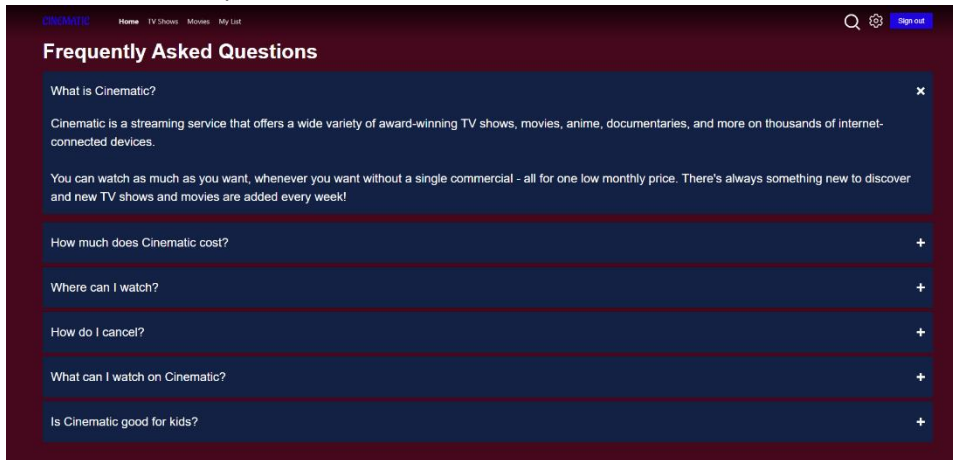 CINEMATIC Home TV Shows Movies My List Sign out
Frequently Asked Questions
What is Cinematic?
Cinematic is a streaming service that offers a wide variety of award-winning TV shows, movies, anime, documentaries, and more on thousands of internet-
connected devices.
You can watch as much as you want, whenever you want without a single commercial - all for one low monthly price. There's always something new to discover
and new TV shows and movies are added every week!
How much does Cinematic cost?
Where can I watch?
How do I cancel?
What can I watch on Cinematic?
Is Cinematic good for kids?